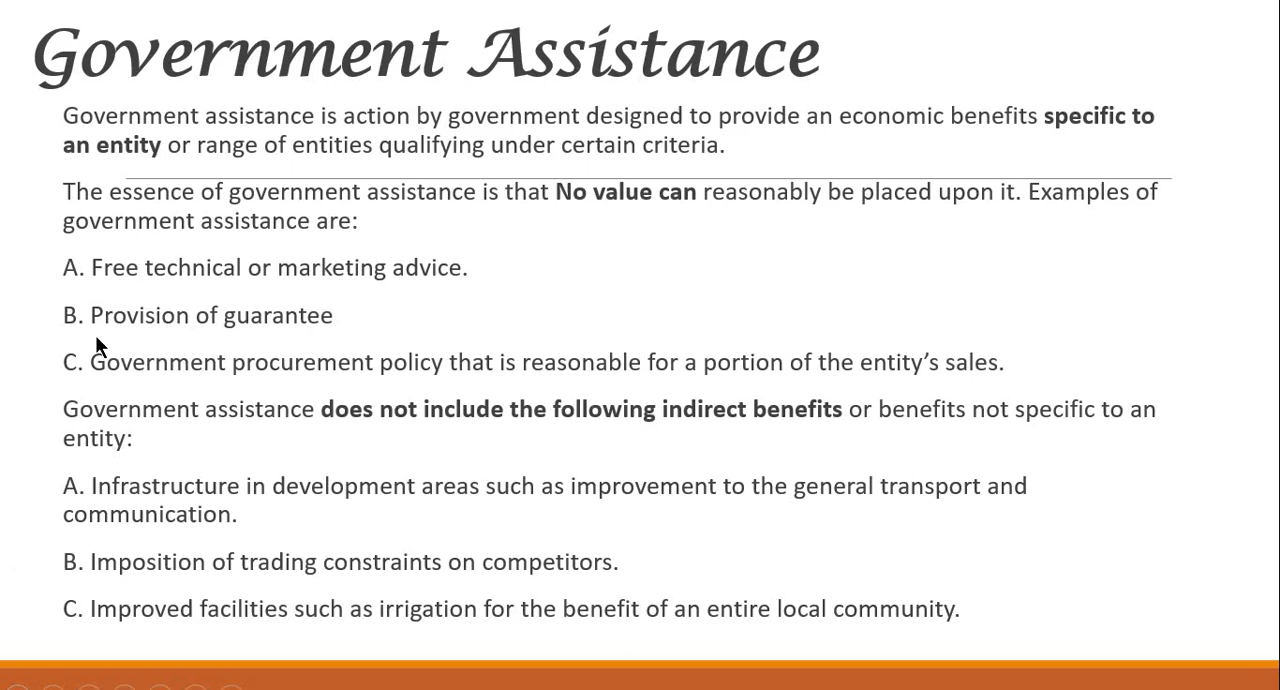 Government Assistance
Government assistance is action by government designed to provide an economic benefits specific to
an entity or range of entities qualifying under certain criteria.
The essence of government assistance is that No value can reasonably be placed upon it. Examples of
government assistance are:
A. Free technical or marketing advice.
B. Provision of guarantee
C. Government procurement policy that is reasonable for a portion of the entity’s sales.
Government assistance does not include the following indirect benefits or benefits not specific to an
entity:
A. Infrastructure in development areas such as improvement to the general transport and
communication.
B. Imposition of trading constraints on competitors.
C. Improved facilities such as irrigation for the benefit of an entire local community.